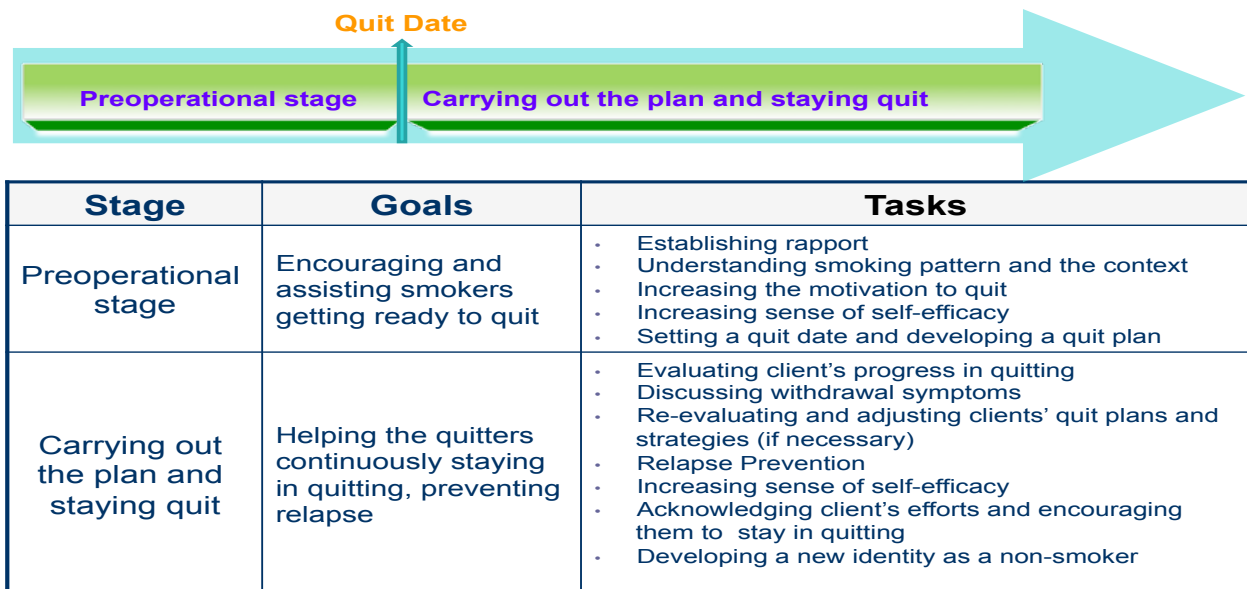 Quit Date
Preoperational stage
Carrying out the plan and staying quit
Stage
Goals
Tasks
Preoperational
stage
Encouraging and
assisting smokers
getting ready to quit
• Establishing rapport
• Understanding smoking pattern and the context
• Increasing the motivation to quit
• Increasing sense of self-efficacy
• Setting a quit date and developing a quit plan
Carrying out
the plan and
staying quit
Helping the quitters
continuously staying
in quitting, preventing
relapse
• Evaluating client’s progress in quitting
• Discussing withdrawal symptoms
• Re-evaluating and adjusting clients’ quit plans and
strategies (if necessary)
• Relapse Prevention
• Increasing sense of self-efficacy
• Acknowledging client’s efforts and encouraging
them to stay in quitting
• Developing a new identity as a non-smoker